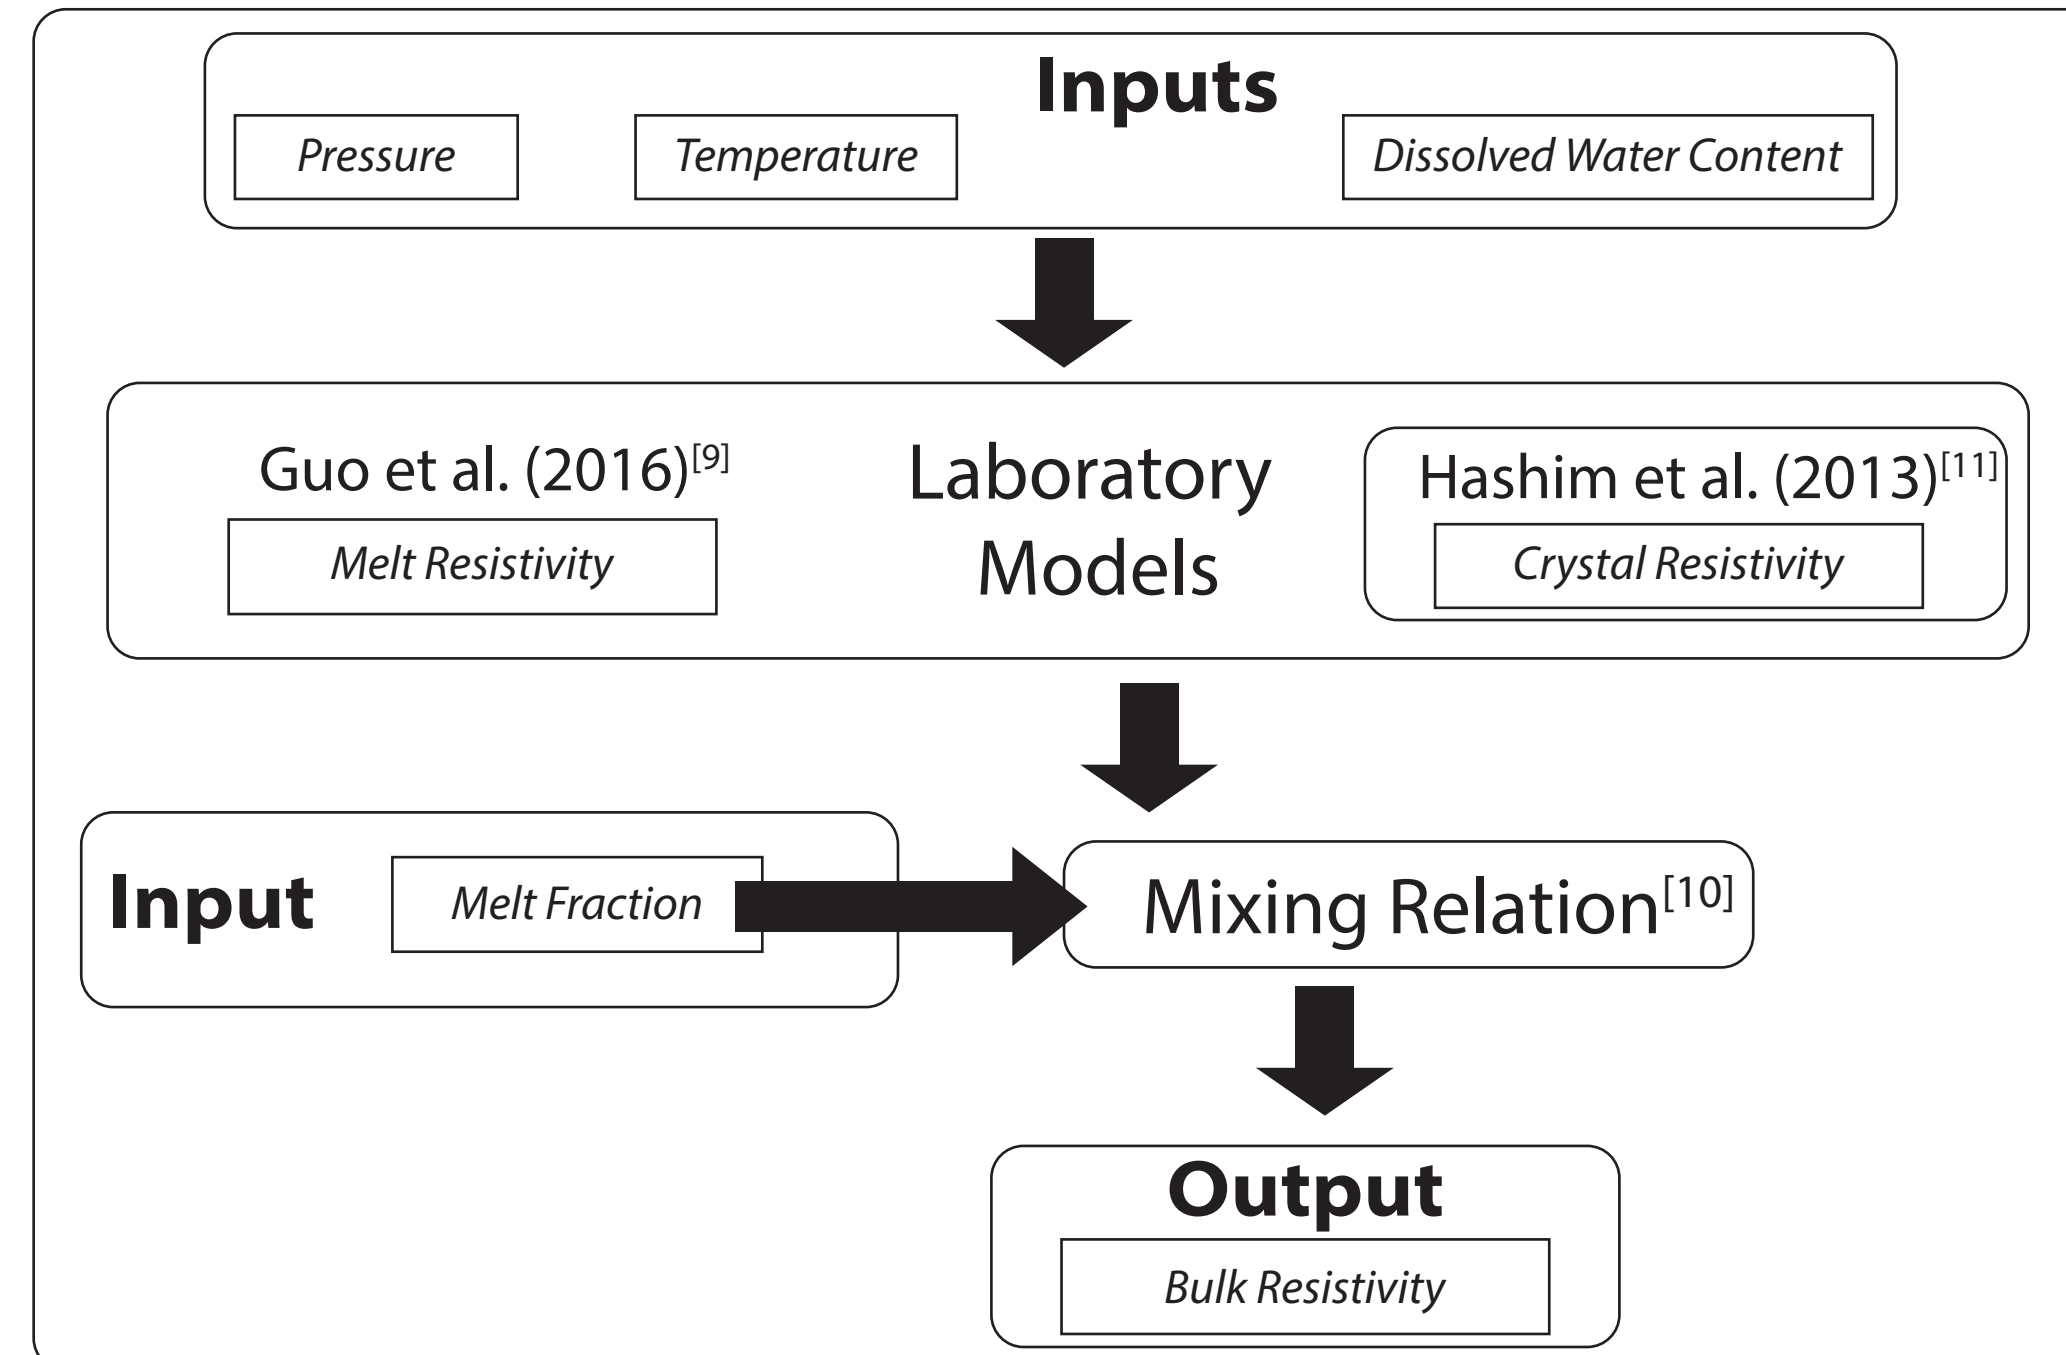 Inputs
Pressure
Temperature
Dissolved Water Content
Guo et al. (2016)[9]
Melt Resistivity
Laboratory
Models
Hashim et al. (2013)[11]
Crystal Resistivity
Input
Melt Fraction
Mixing Relation[10]
Output
Bulk Resistivity